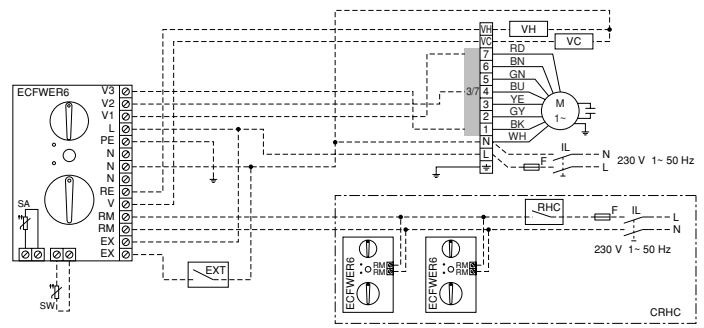 ECFWER6
V3
V2
V1
L
PE
N
N
N
RE
V
RM
RM
EX
EX
SA
SW
EXT
VH
VC
7
6
5
4
3
2
1
N
L
3/7
VH
VC
RD
BN
GN
BU
YE
GY
BK
WH
M
1~
IL
F
N
L
230 V 1~ 50 Hz
RHC
F
IL
L
N
230 V 1~ 50 Hz
ECFWER6
RM
RM
ECFWER6
RM
RM
CRHC